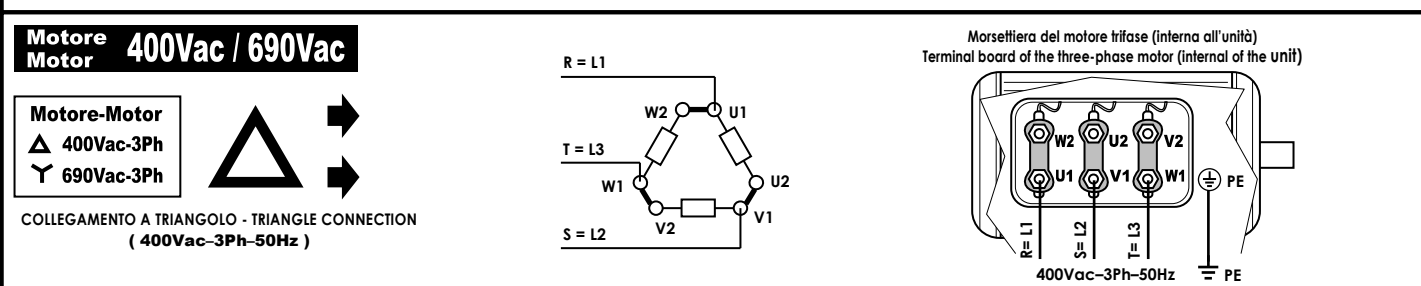 Motore
Motor
400Vac / 690Vac
Motore-Motor
400Vac-3Ph
690Vac-3Ph
COLLEGAMENTO A TRIANGOLO - TRIANGLE CONNECTION
( 400Vac–3Ph–50Hz )
R = L1
W2
U1
T = L3
W1
U2
V2
V1
S = L2
Morsettiera del motore trifase (interna all'unità)
Terminal board of the three-phase motor (internal of the unit)
W2
U2
V2
U1
V1
W1
PE
R= L1
S= L2
T= L3
400Vac–3Ph–50Hz
PE